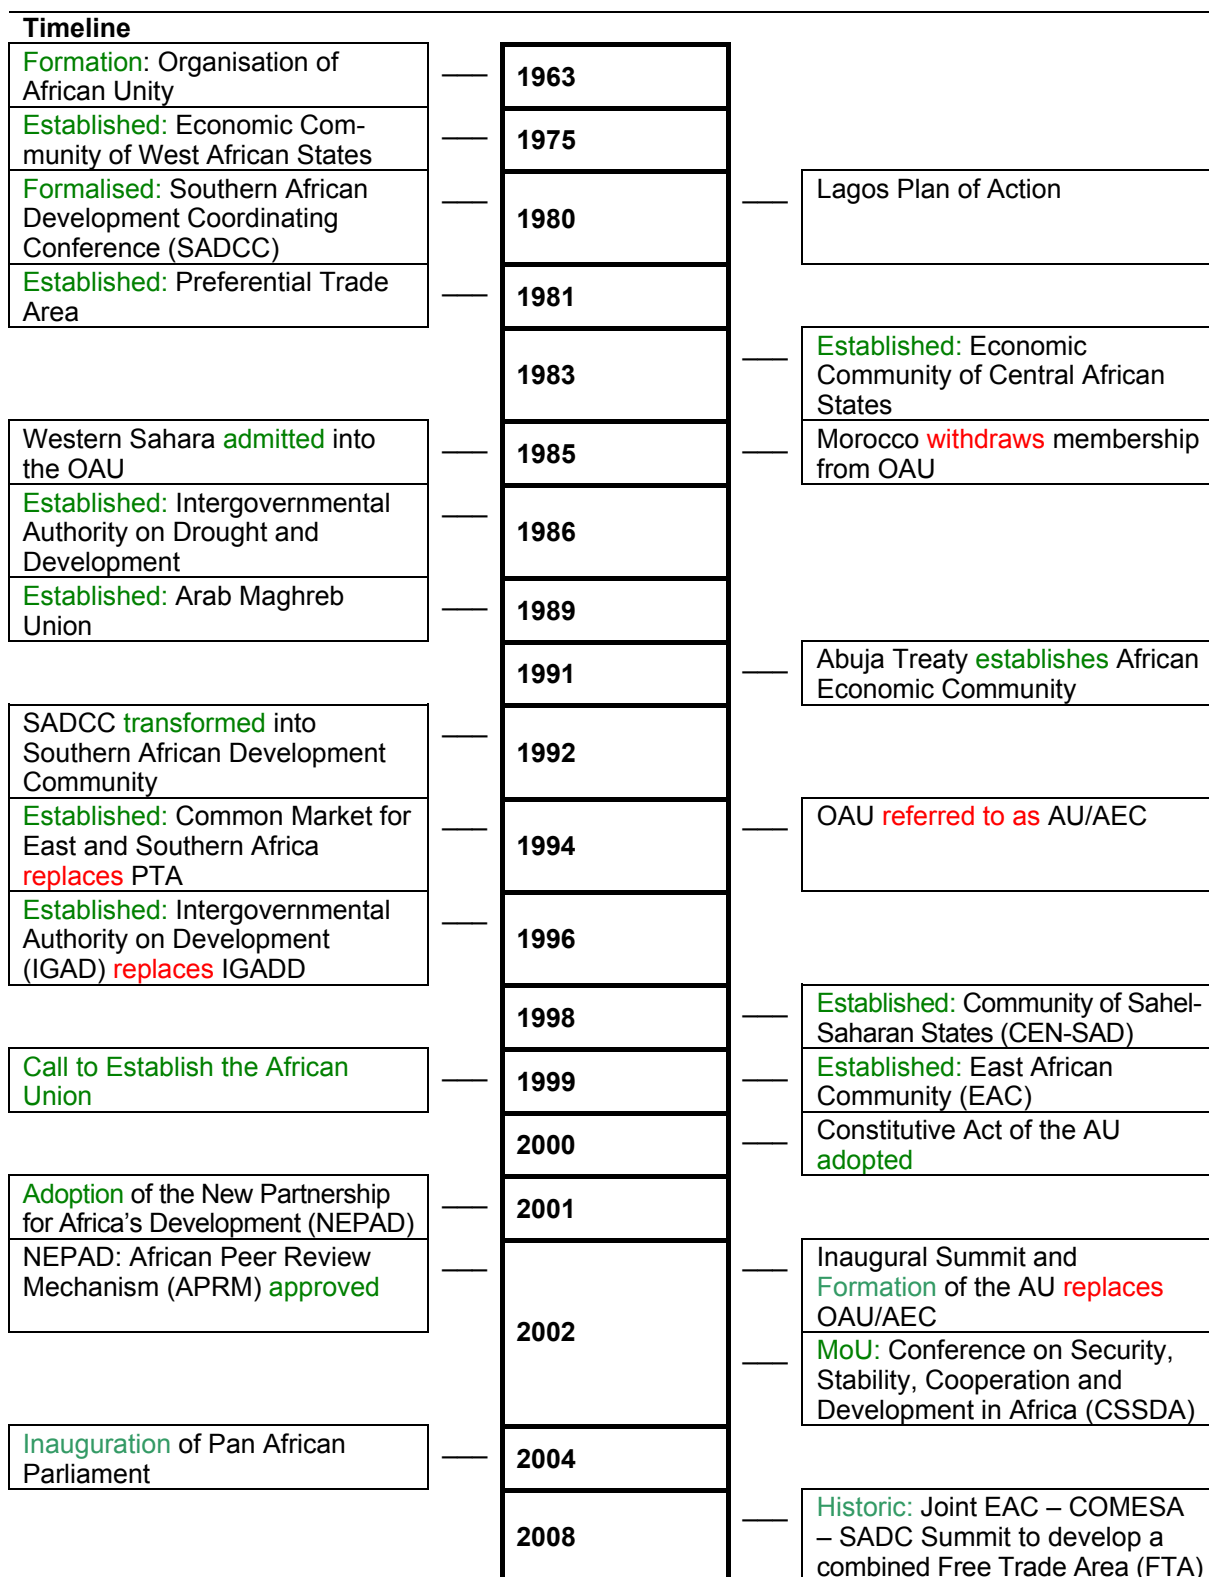 Timeline
Formation: Organisation of
African Unity
1963
Established: Economic Com-
munity of West African States
1975
Formalised: Southern African
Development Coordinating
Conference (SADCC)
1980
Lagos Plan of Action
Established: Preferential Trade
Area
1981
1983
Established: Economic
Community of Central African
States
Western Sahara admitted into
the OAU
1985
Morocco withdraws membership
from OAU
Established: Intergovernmental
Authority on Drought and
Development
1986
Established: Arab Maghreb
Union
1989
1991
Abuja Treaty establishes African
Economic Community
SADCC transformed into
Southern African Development
Community
1992
Established: Common Market for
East and Southern Africa
replaces PTA
1994
OAU referred to as AU/AEC
Established: Intergovernmental
Authority on Development
(IGAD) replaces IGADD
1996
1998
Established: Community of Sahel-
Saharan States (CEN-SAD)
Call to Establish the African
Union
1999
Established: East African
Community (EAC)
2000
Constitutive Act of the AU
adopted
Adoption of the New Partnership
for Africa’s Development (NEPAD)
2001
NEPAD: African Peer Review
Mechanism (APRM) approved
2002
Inaugural Summit and
Formation of the AU replaces
OAU/AEC
MoU: Conference on Security,
Stability, Cooperation and
Development in Africa (CSSDA)
Inauguration of Pan African
Parliament
2004
2008
Historic: Joint EAC – COMESA
– SADC Summit to develop a
combined Free Trade Area (FTA)